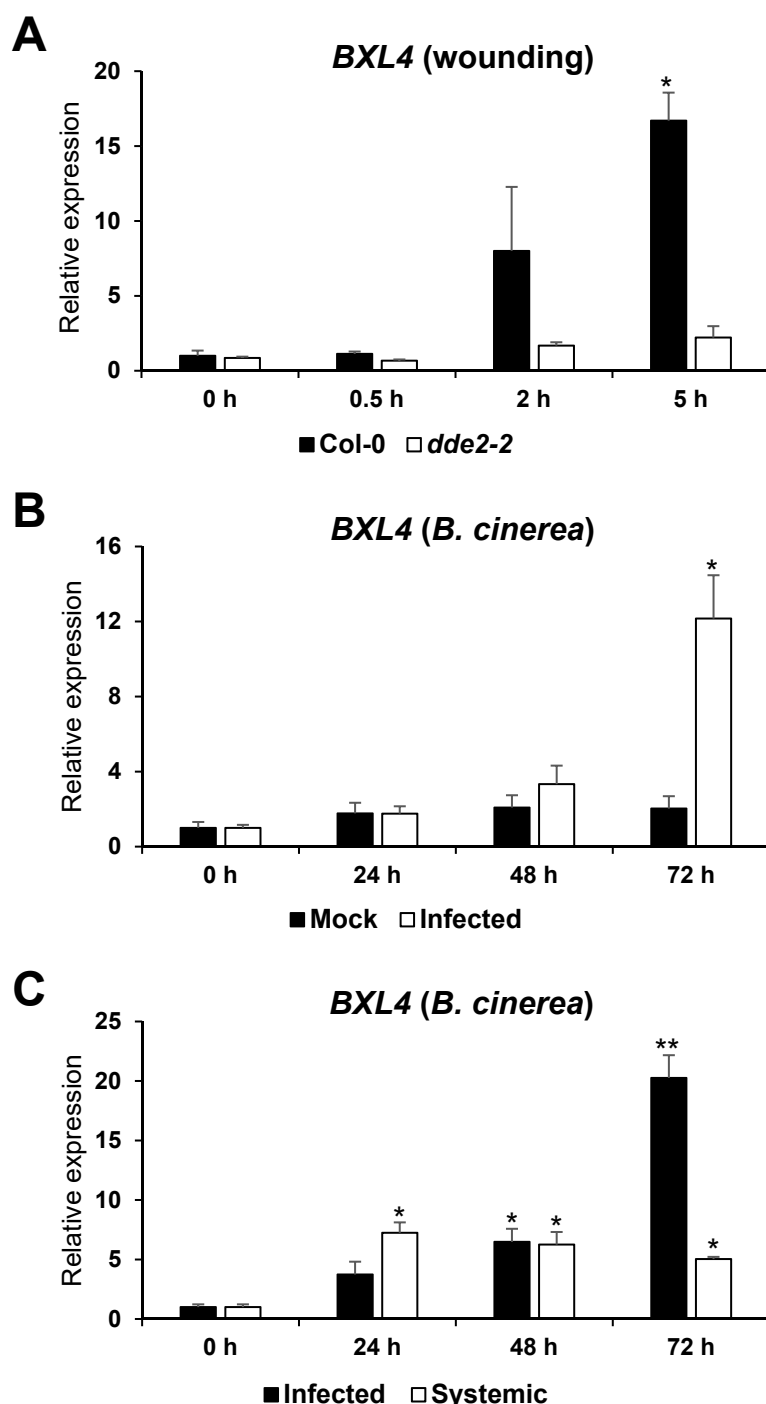 A
BXL4 (wounding)
Relative expression
20
15
10
5
0
*
0 h 0.5 h 2 h 5 h
Col-0 dde2-2
B
BXL4 (B. cinerea)
Relative expression
16
12
8
4
0
*
0 h 24 h 48 h 72 h
Mock Infected
C
BXL4 (B. cinerea)
Relative expression
25
20
15
10
5
0
* * * ** *
0 h 24 h 48 h 72 h
Infected Systemic